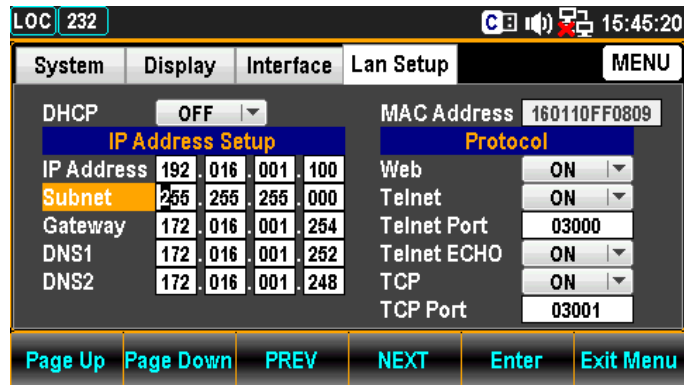 LOC 232 C 15:45:20
System Display Interface Lan Setup MENU
DHCP OFF MAC Address 160110FF0809
IP Address Setup Protocol
IP Address 192.016.001.100 Web ON
Subnet 255.255.255.000 Telnet ON
Gateway 172.016.001.254 Telnet Port 03000
DNS1 172.016.001.252 Telnet ECHO ON
DNS2 172.016.001.248 TCP ON
TCP Port 03001
Page Up Page Down PREV NEXT Enter Exit Menu